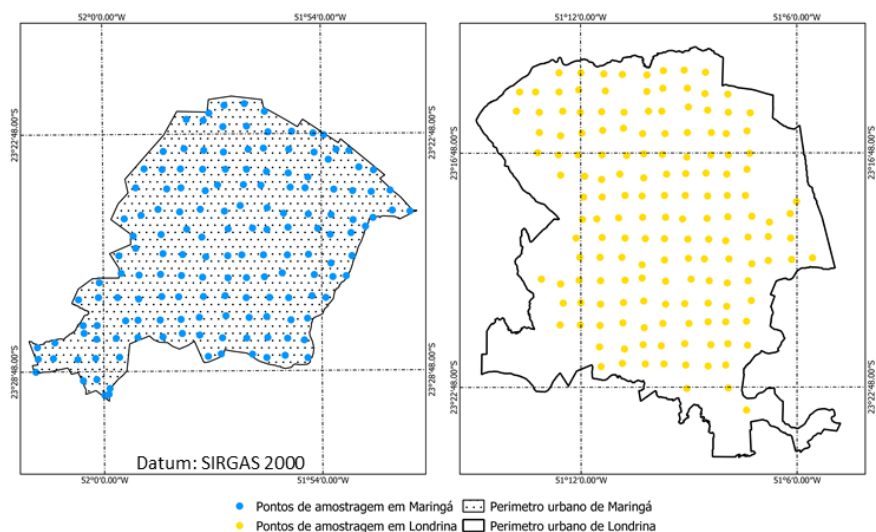 52°0'0.00"W 51°54'0.00"W
51°12'0.00"W 51°6'0.00"W
23°22'48.00"S 23°22'48.00"S
23°16'48.00"S 23°16'48.00"S
23°28'48.00"S 23°28'48.00"S
23°22'48.00"S 23°22'48.00"S
Datum: SIRGAS 2000
52°0'0.00"W 51°54'0.00"W
51°12'0.00"W 51°6'0.00"W
Pontos de amostragem em Maringá Perimetro urbano de Maringá
Pontos de amostragem em Londrina Perimetro urbano de Londrina